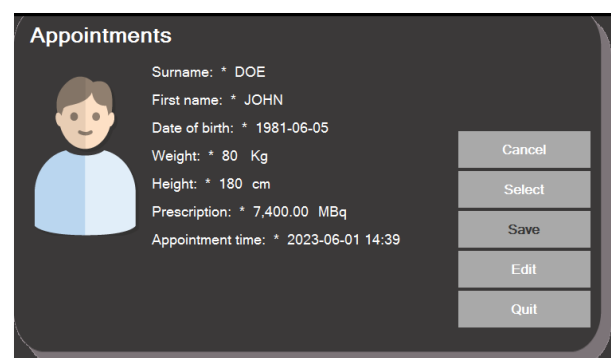 Appointments
Surname: * DOE
First name: * JOHN
Date of birth: * 1981-06-05
Weight: * 80 Kg
Height: * 180 cm
Prescription: * 7,400.00 MBq
Appointment time: * 2023-06-01 14:39
Cancel
Select
Save
Edit
Quit